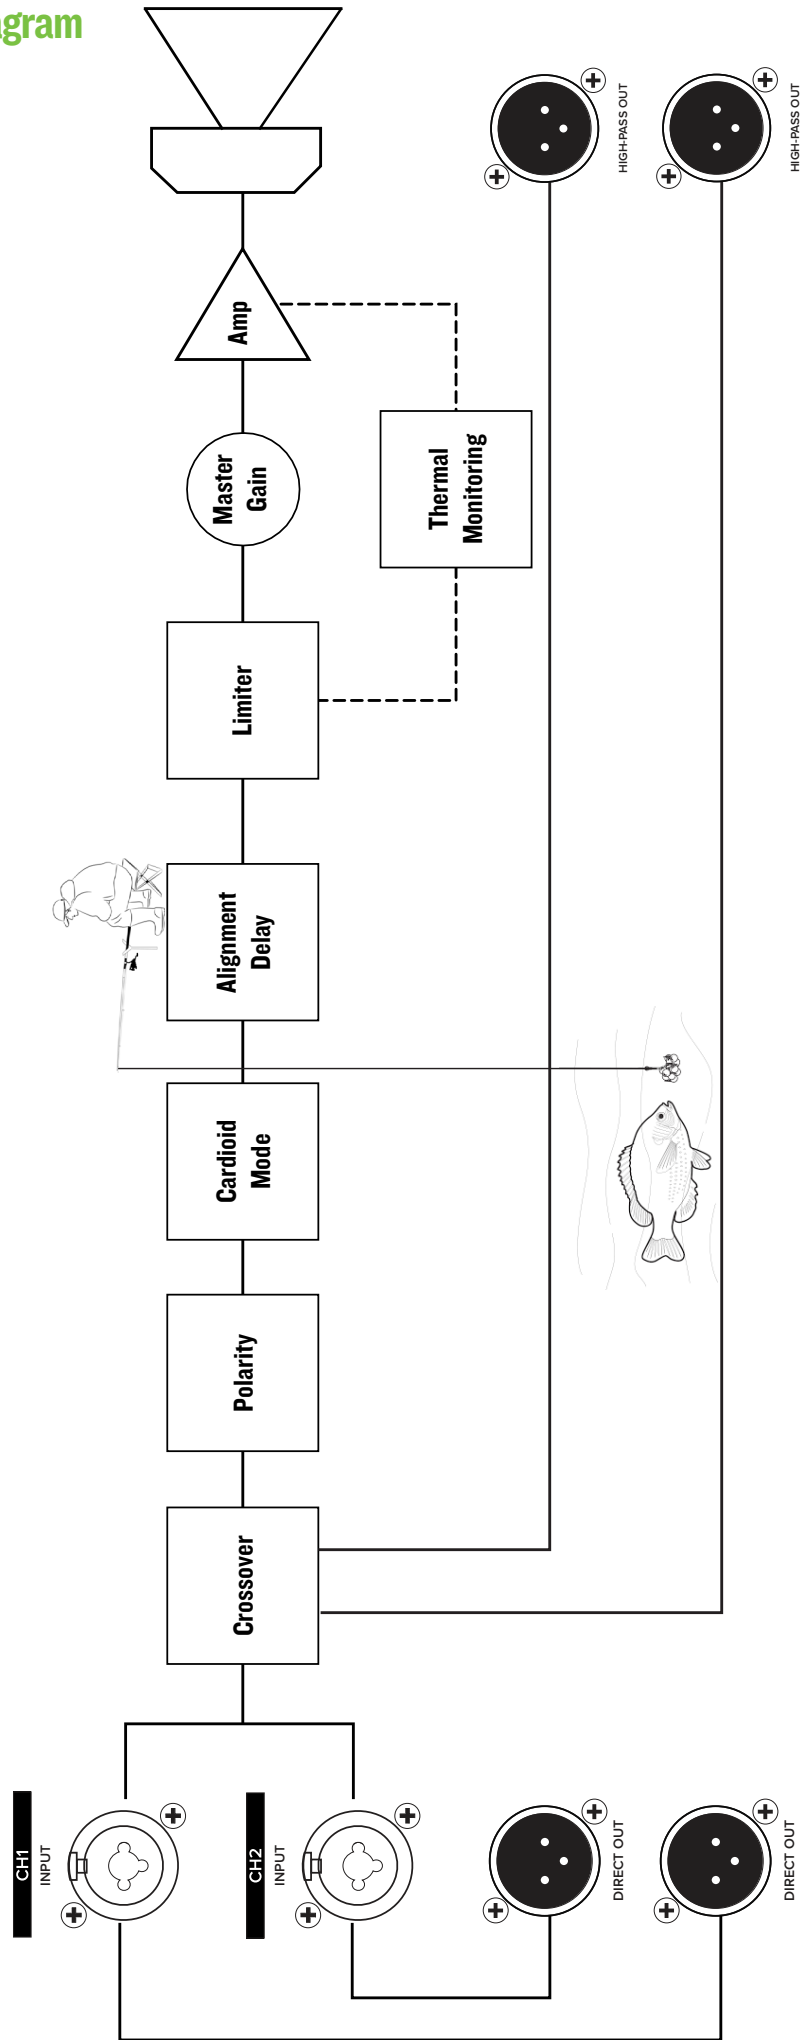 agram
CH1
INPUT
CH2
INPUT
DIRECT OUT
DIRECT OUT
Crossover
Polarity
Cardioid
Mode
Alignment
Delay
Limiter
Master
Gain
Amp
Thermal
Monitoring
HIGH-PASS OUT
HIGH-PASS OUT